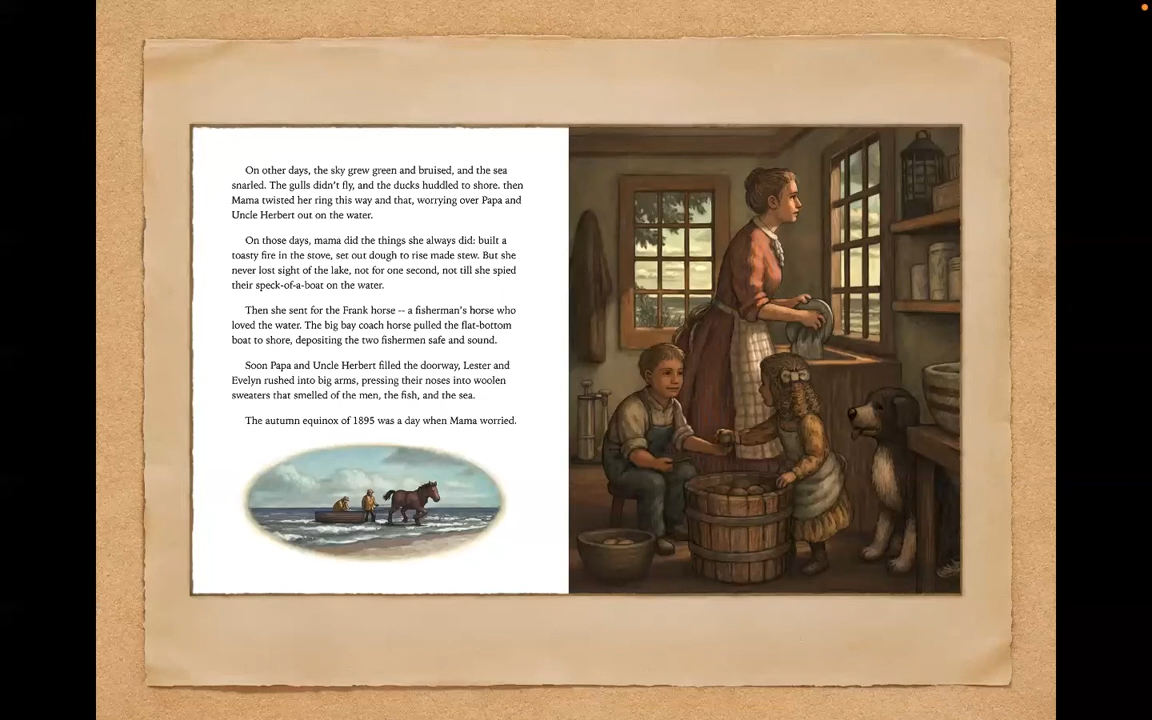 On other days, the sky grew green and bruised, and the sea
snarled. The gulls didn't fly, and the ducks huddled to shore. then
Mama twisted her ring this way and that, worrying over Papa and
Uncle Herbert out on the water.
On those days, mama did the things she always did: built a
toasty fire in the stove, set out dough to rise made stew. But she
never lost sight of the lake, not for one second, not till she spied
their speck-of-a-boat on the water.
Then she sent for the Frank horse -- a fisherman's horse who
loved the water. The big bay coach horse pulled the flat-bottom
boat to shore, depositing the two fishermen safe and sound.
Soon Papa and Uncle Herbert filled the doorway, Lester and
Evelyn rushed into big arms, pressing their noses into woolen
sweaters that smelled of the men, the fish, and the sea.
The autumn equinox of 1895 was a day when Mama worried.